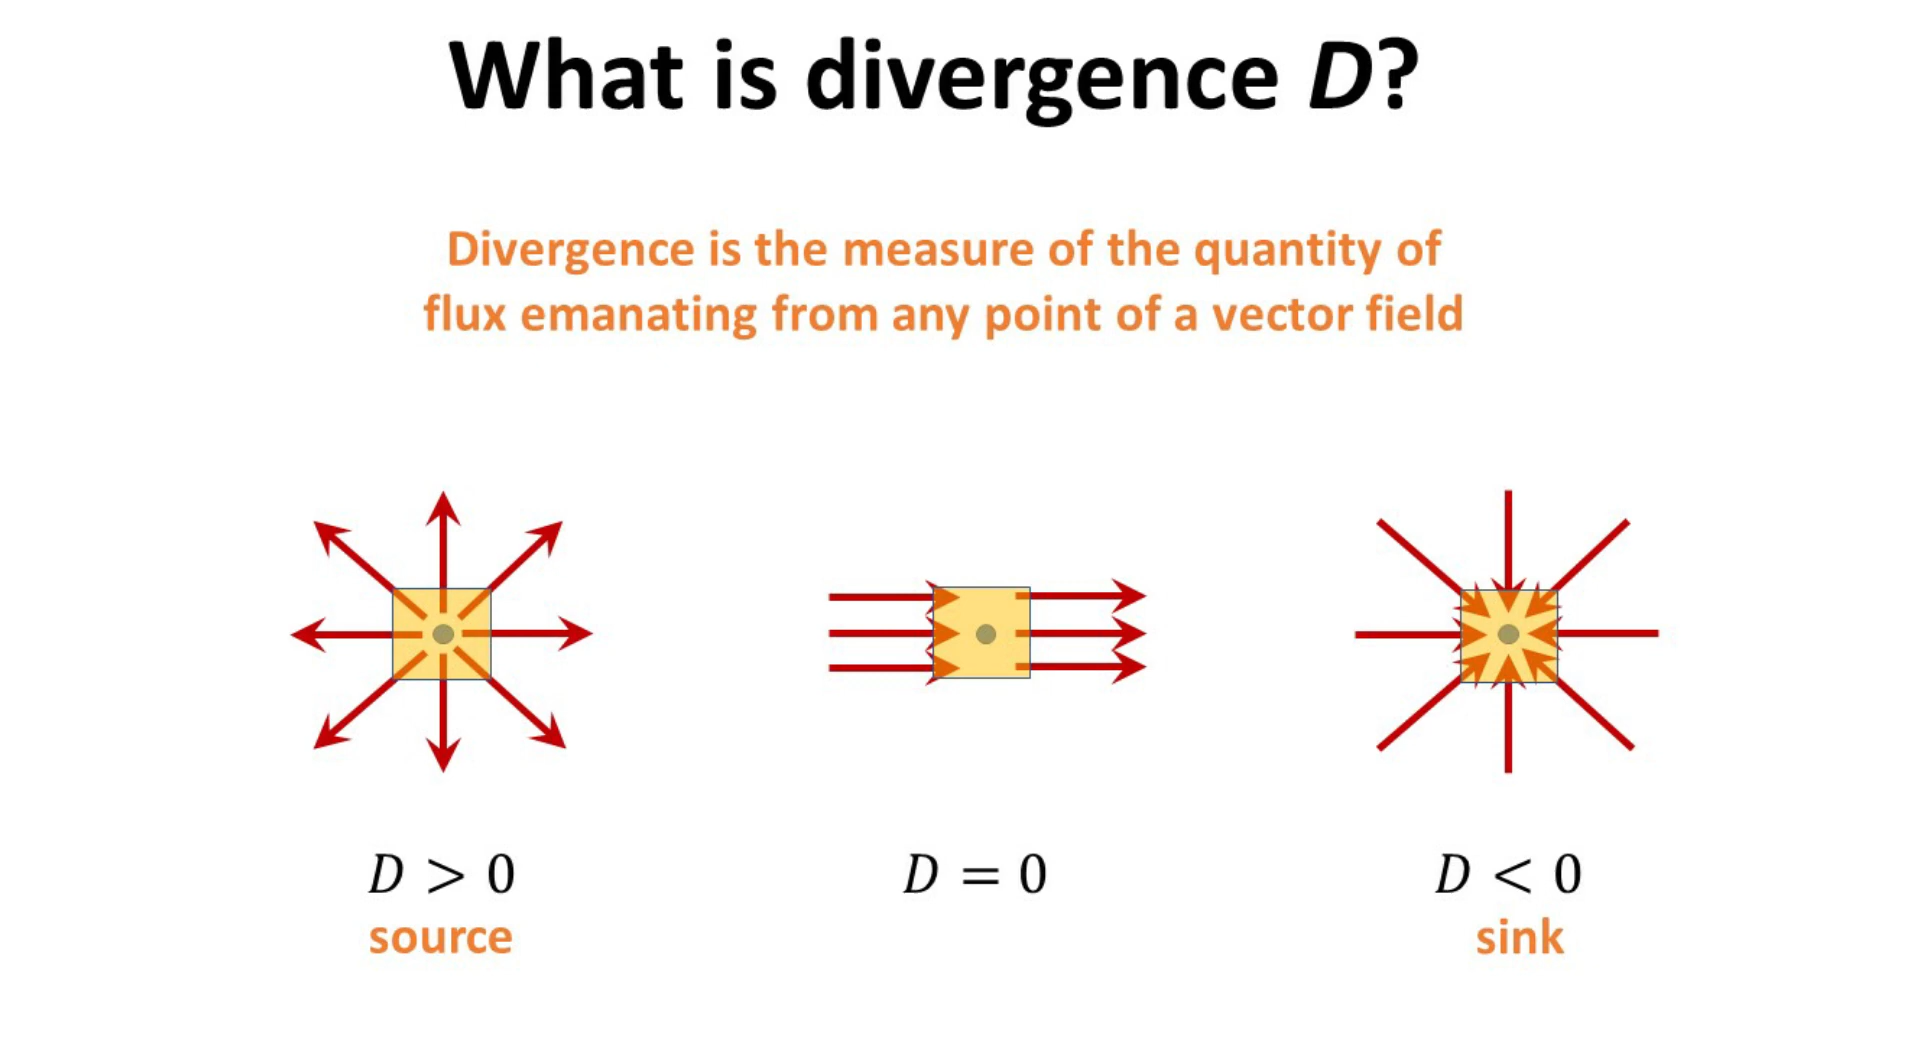 What is divergence D?
Divergence is the measure of the quantity of
flux emanating from any point of a vector field
D > 0
D = 0
D < 0
source
sink